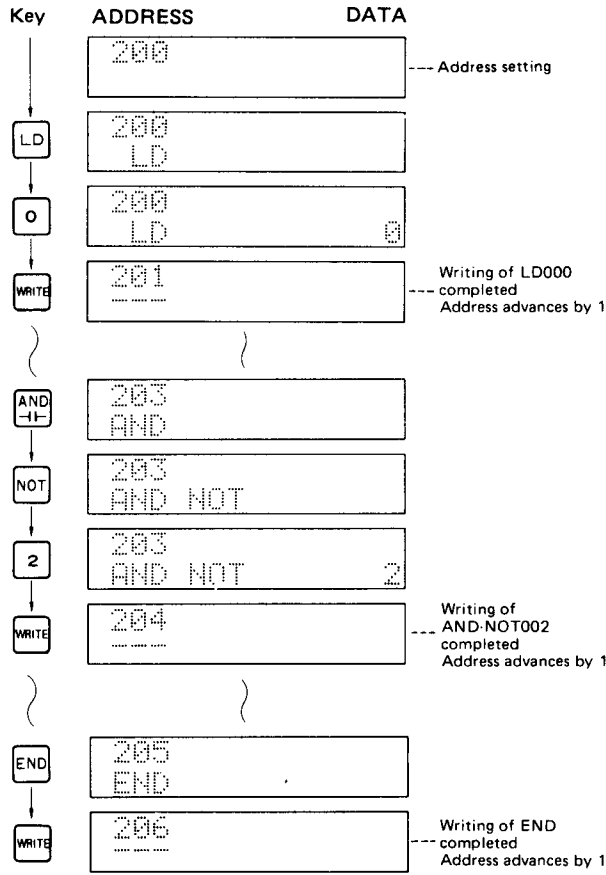 Key ADDRESS DATA
200
Address setting
LD
200
LD
0
200
LD 0
WRITE
201
---
Writing of LD000
completed
Address advances by 1
AND
203
AND
NOT
203
AND NOT
2
203
AND NOT 2
WRITE
204
---
Writing of
AND·NOT002
completed
Address advances by 1
END
205
END
WRITE
206
---
Writing of END
completed
Address advances by 1